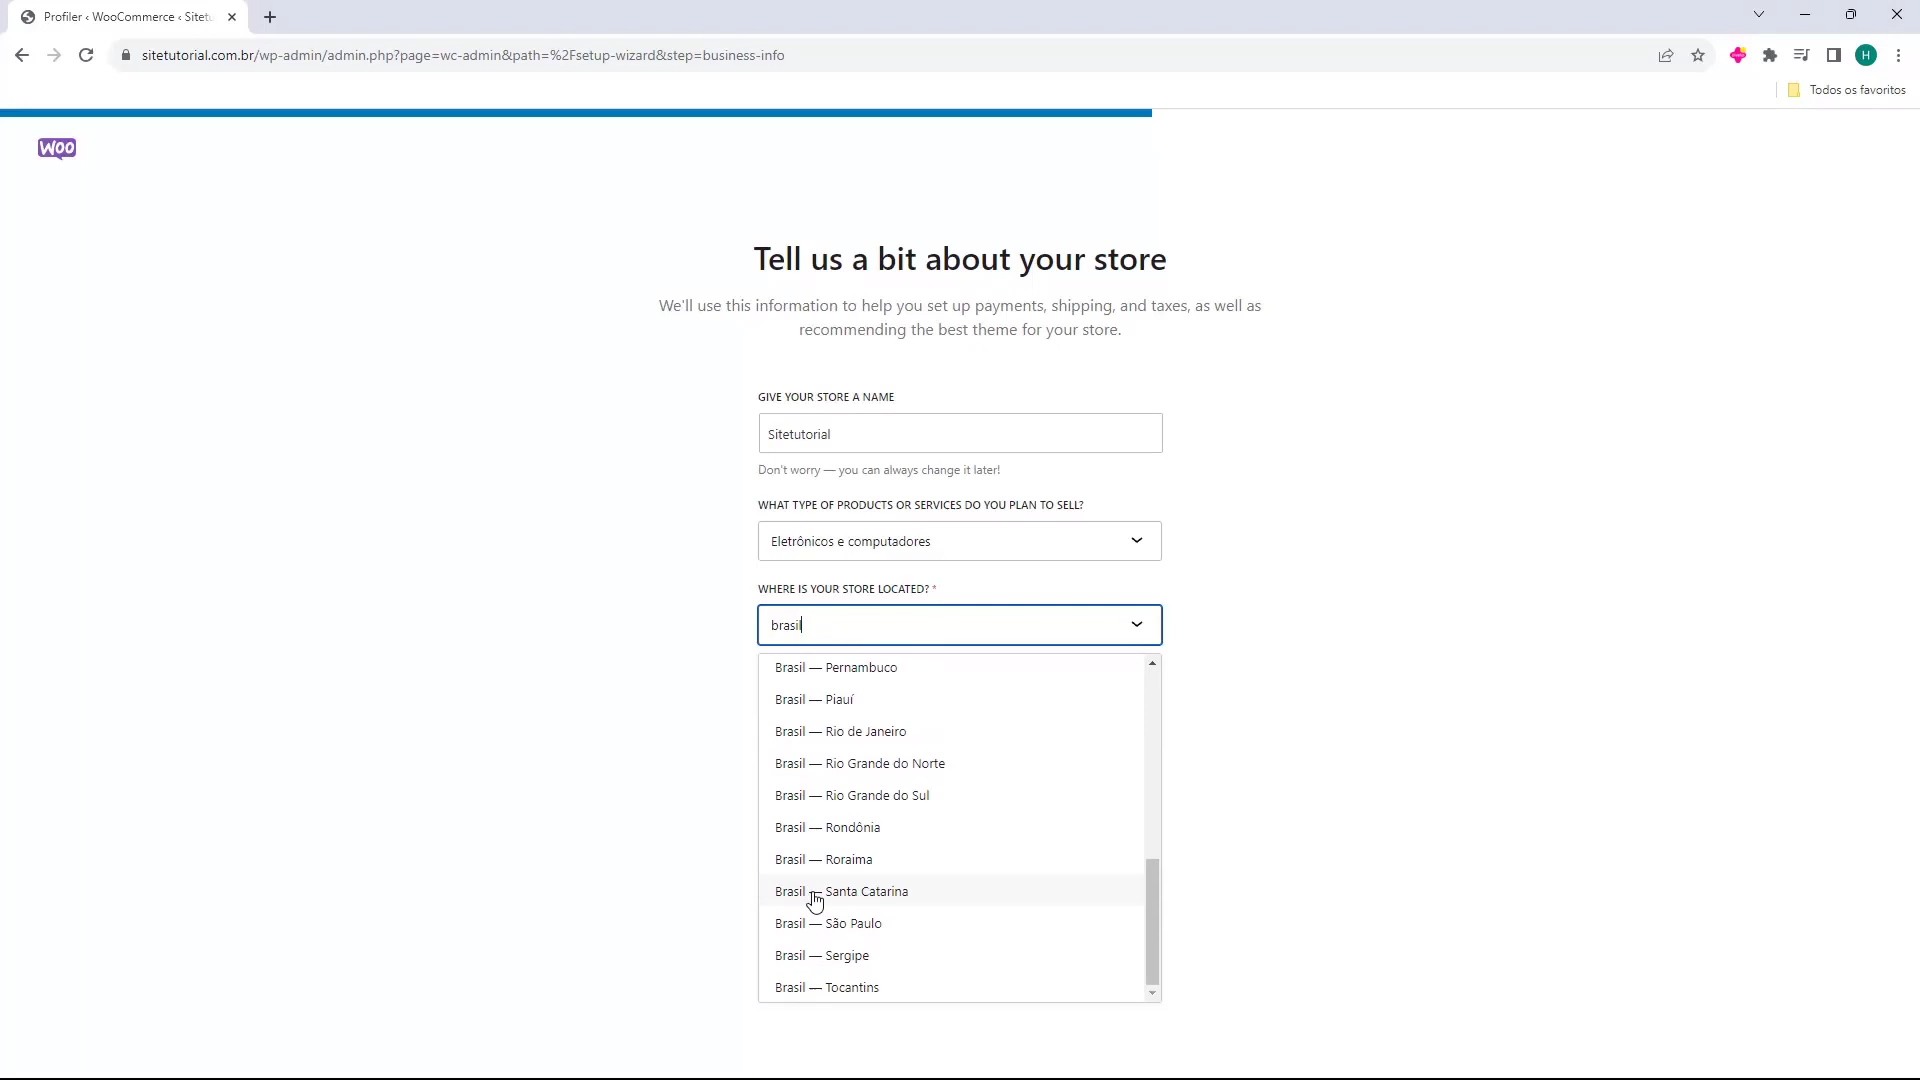 Profiler ‹ WooCommerce ‹ Sitetu
sitetutorial.com.br/wp-admin/admin.php?page=wc-admin&path=%2Fsetup-wizard&step=business-info
H
Todos os favoritos
WOO
Tell us a bit about your store
We'll use this information to help you set up payments, shipping, and taxes, as well as
recommending the best theme for your store.
GIVE YOUR STORE A NAME
Sitetutorial
Don't worry — you can always change it later!
WHAT TYPE OF PRODUCTS OR SERVICES DO YOU PLAN TO SELL?
Eletrônicos e computadores
WHERE IS YOUR STORE LOCATED? *
brasil
Brasil — Pernambuco
Brasil — Piauí
Brasil — Rio de Janeiro
Brasil — Rio Grande do Norte
Brasil — Rio Grande do Sul
Brasil — Rondônia
Brasil — Roraima
Brasil — Santa Catarina
Brasil — São Paulo
Brasil — Sergipe
Brasil — Tocantins